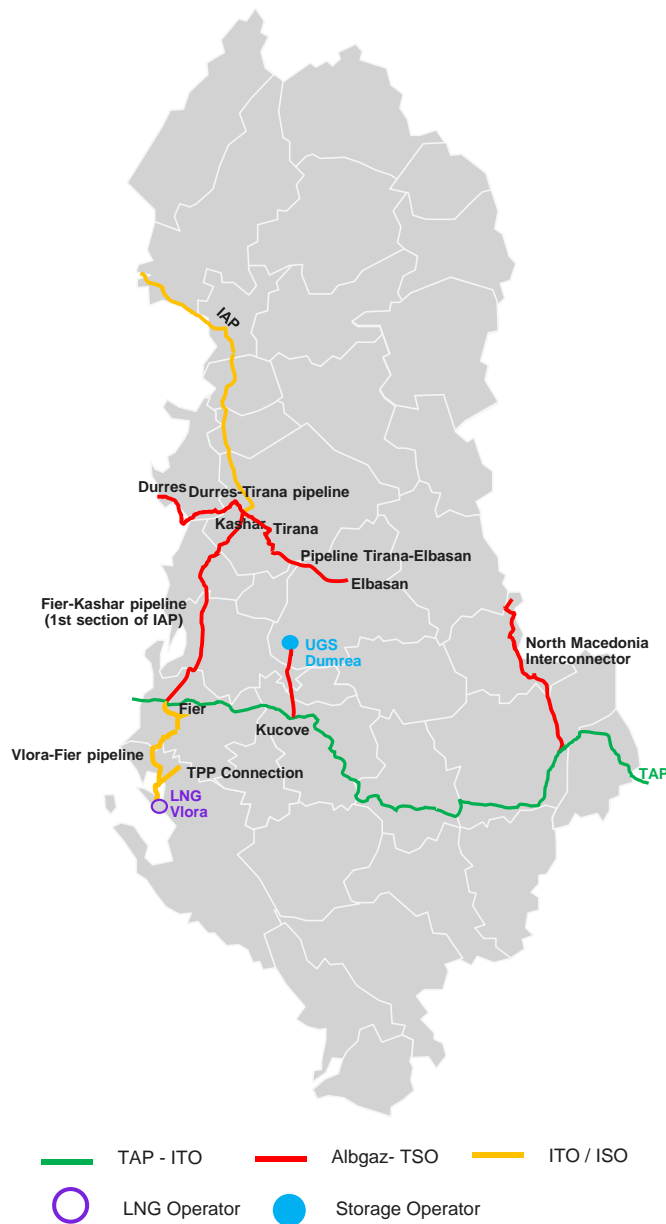 IAP
Durres
Durres-Tirana pipeline
Kashar
Tirana
Pipeline Tirana-Elbasan
Elbasan
Fier-Kashar pipeline
(1st section of IAP)
UGS
Dumrea
North Macedonia
Interconnector
Fier
Kucove
Vlora-Fier pipeline
TPP Connection
TAP
LNG
Vlora
TAP - ITO
Albgaz- TSO
ITO / ISO
LNG Operator
Storage Operator